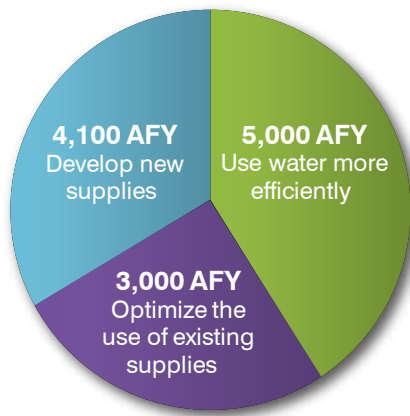 4,100 AFY
Develop new
supplies
5,000 AFY
Use water more
efficiently
3,000 AFY
Optimize the
use of existing
supplies